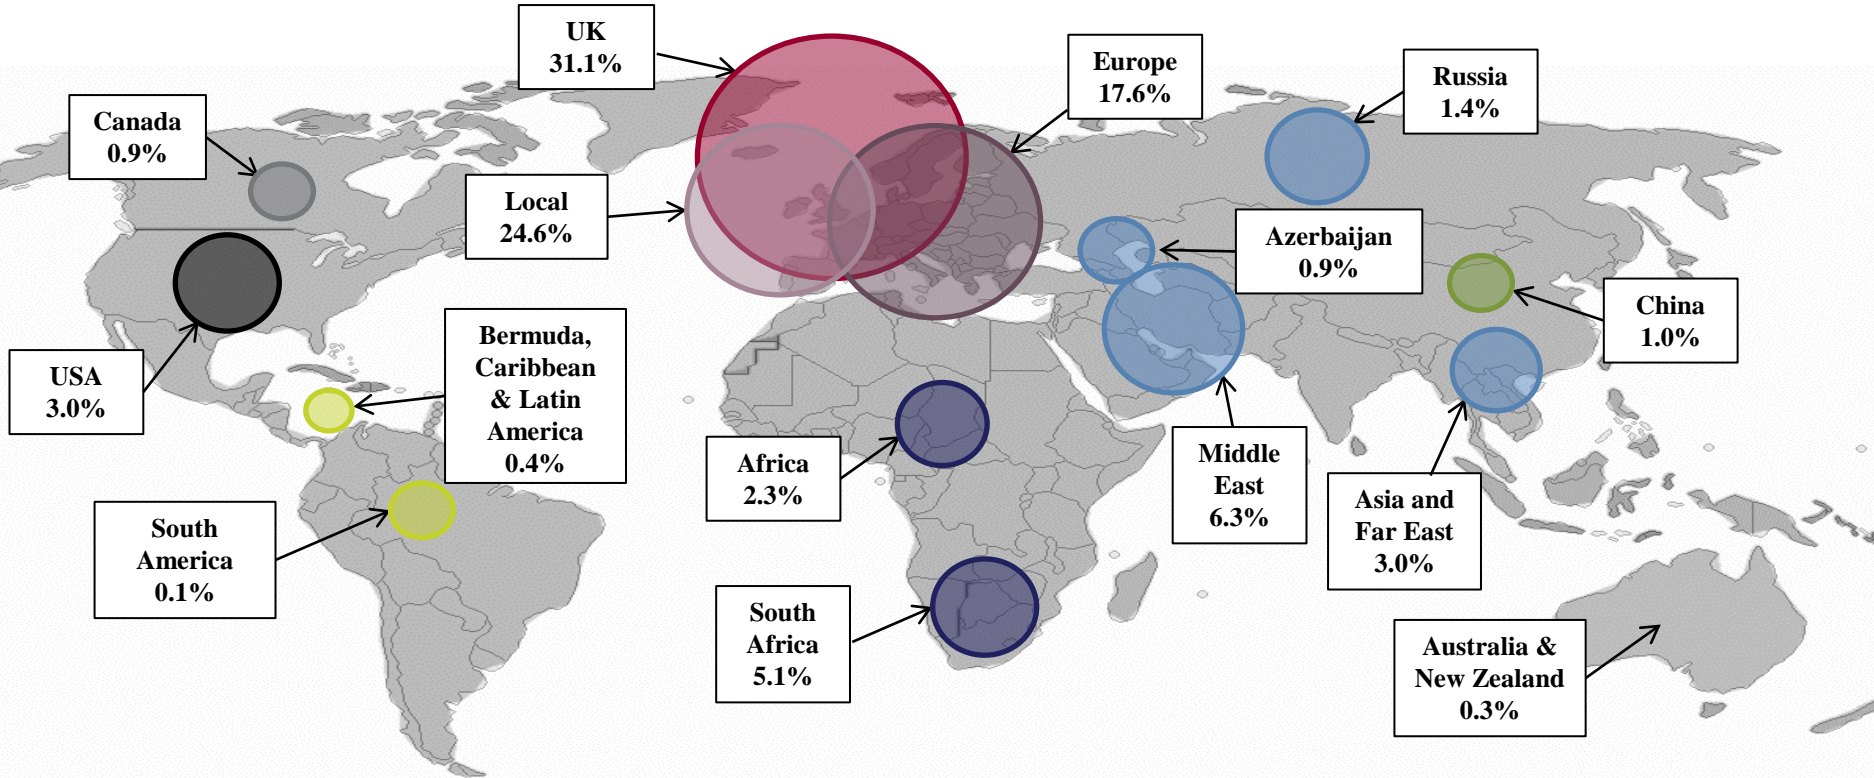 UK
31.1%
Europe
17.6%
Russia
1.4%
Canada
0.9%
Local
24.6%
Azerbaijan
0.9%
China
1.0%
USA
3.0%
Bermuda,
Caribbean
& Latin
America
0.4%
Africa
2.3%
Middle
East
6.3%
Asia and
Far East
3.0%
South
America
0.1%
South
Africa
5.1%
Australia &
New Zealand
0.3%